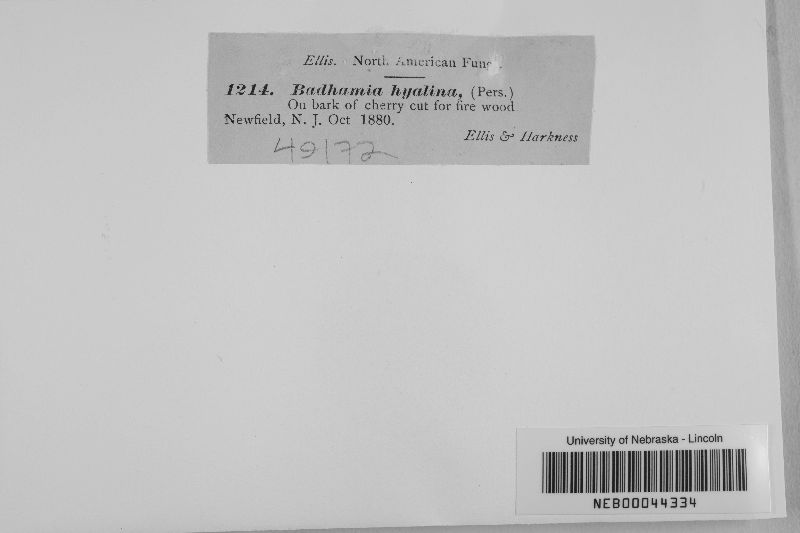 Ellis. North American Fungi.
1214. Badhamia hyalina, (Pers.)
On bark of cherry cut for fire wood
Newfield, N. J. Oct 1880.
Ellis & Harkness
49172
University of Nebraska - Lincoln
NEB00044334